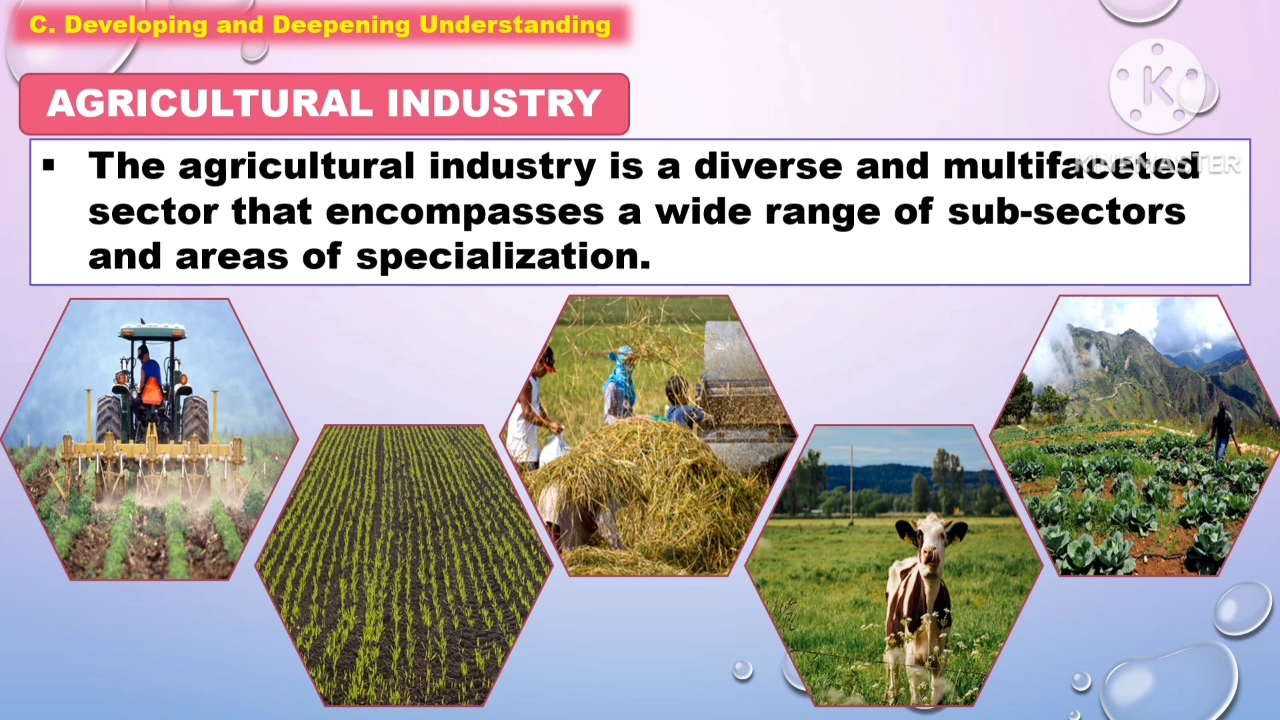 C. Developing and Deepening Understanding
K
AGRICULTURAL INDUSTRY
KINEMASTER
▪ The agricultural industry is a diverse and multifaceted
sector that encompasses a wide range of sub-sectors
and areas of specialization.